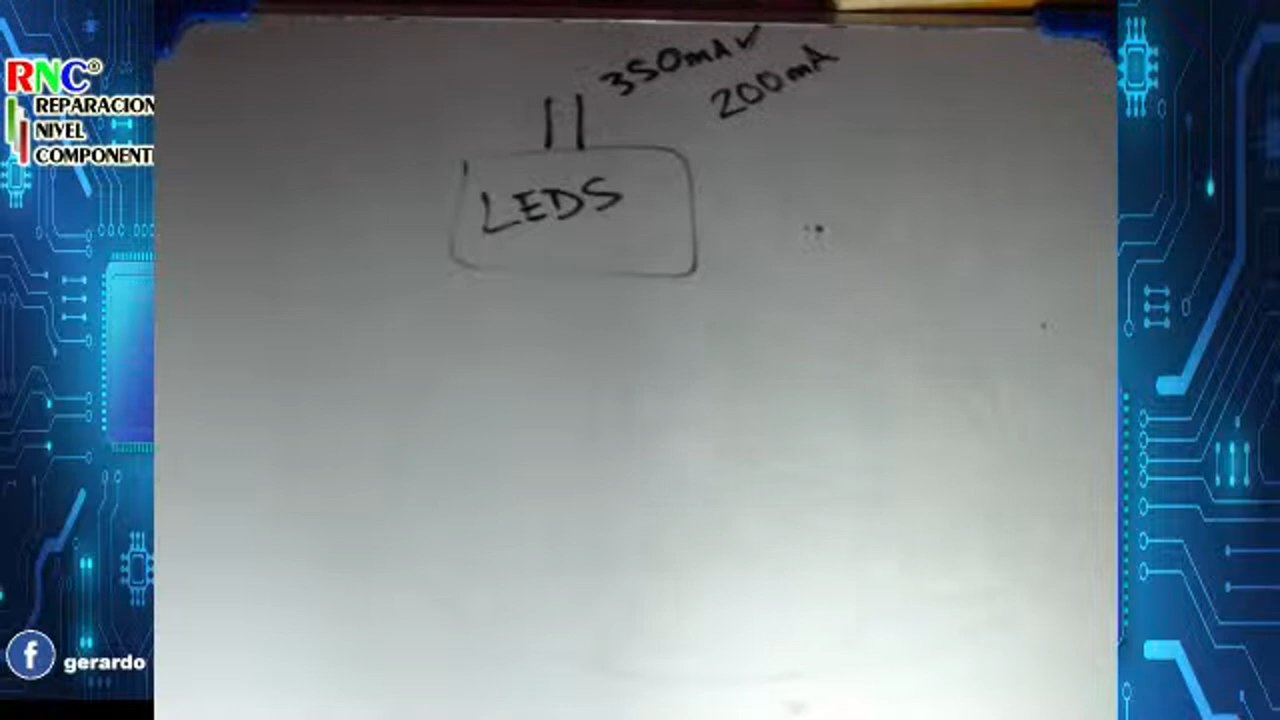 RNC®
REPARACION
NIVEL
COMPONENT
350mA✓
200mA
LEDS
f gerardo